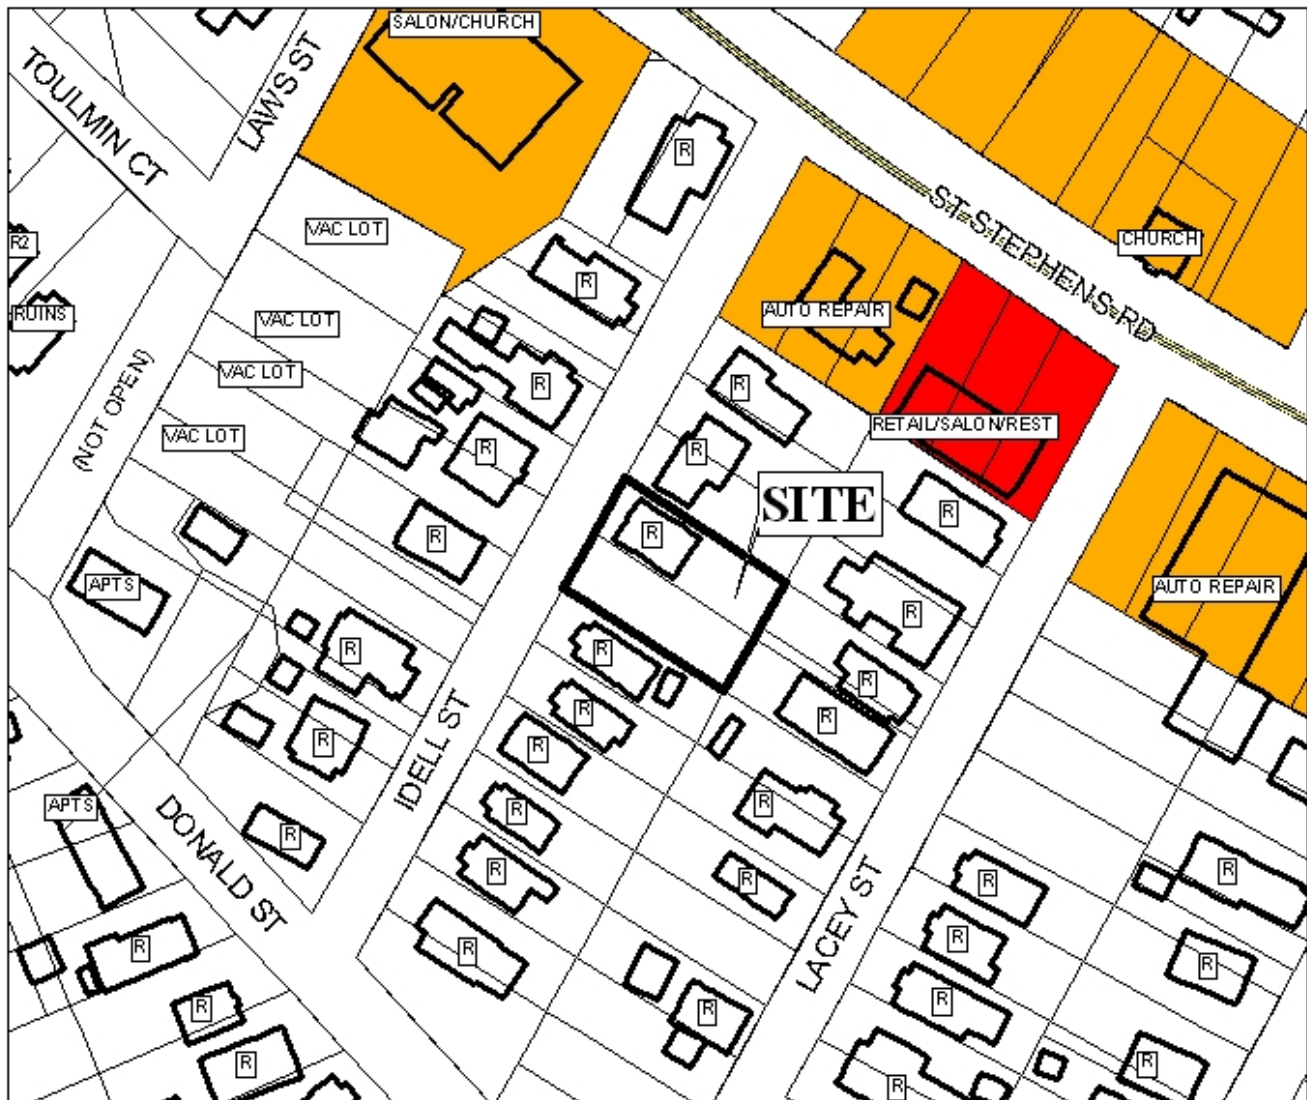 SALON/CHURCH
LAWS ST
TOULMIN CT
R
ST STEPHENS RD
VAC LOT
R2
CHURCH
R
RUINS
VAC LOT
AUTO REPAIR
VAC LOT
R
R
RETAIL/SALON/REST
(NOT OPEN)
VAC LOT
R
R
SITE
R
R
R
APTS
AUTO REPAIR
R
R
R
R
R
R
R
IDELL ST
R
R
APTS
R
R
DONALD ST
R
R
R
R
R
LACEY ST
R
R
R
R
R
R
R
R
R
R
R